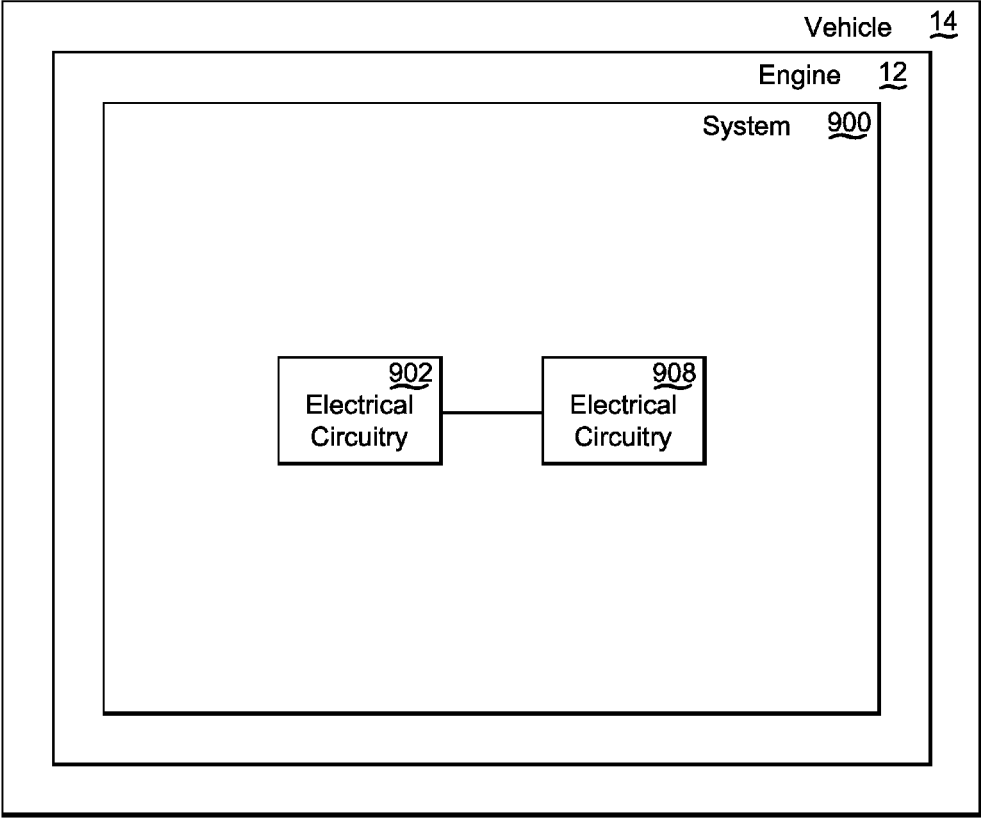 Vehicle 14
Engine 12
System 900
902
Electrical
Circuitry
908
Electrical
Circuitry